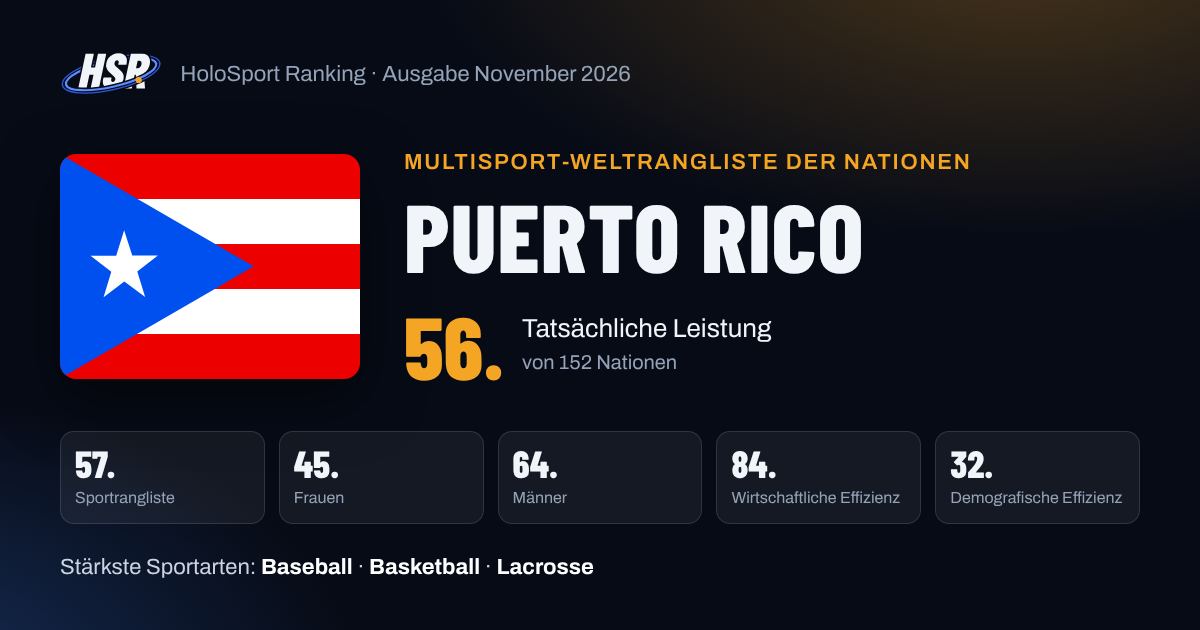 HSR HoloSport Ranking · Ausgabe November 2026
MULTISPORT-WELTRANGLISTE DER NATIONEN
PUERTO RICO
56. Tatsächliche Leistung
von 152 Nationen
57.
Sportrangliste
45.
Frauen
64.
Männer
84.
Wirtschaftliche Effizienz
32.
Demografische Effizienz
Stärkste Sportarten: Baseball · Basketball · Lacrosse